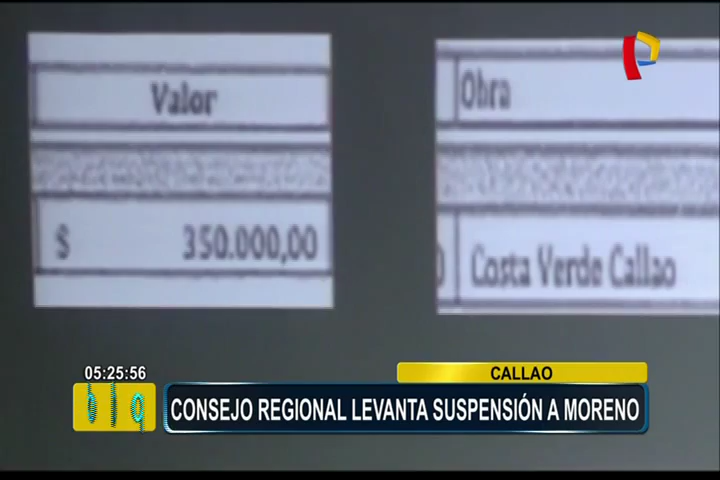 Valor
Obra
$ 350.000,00
Costa Verde Callao
05:25:56
CALLAO
CONSEJO REGIONAL LEVANTA SUSPENSIÓN A MORENO